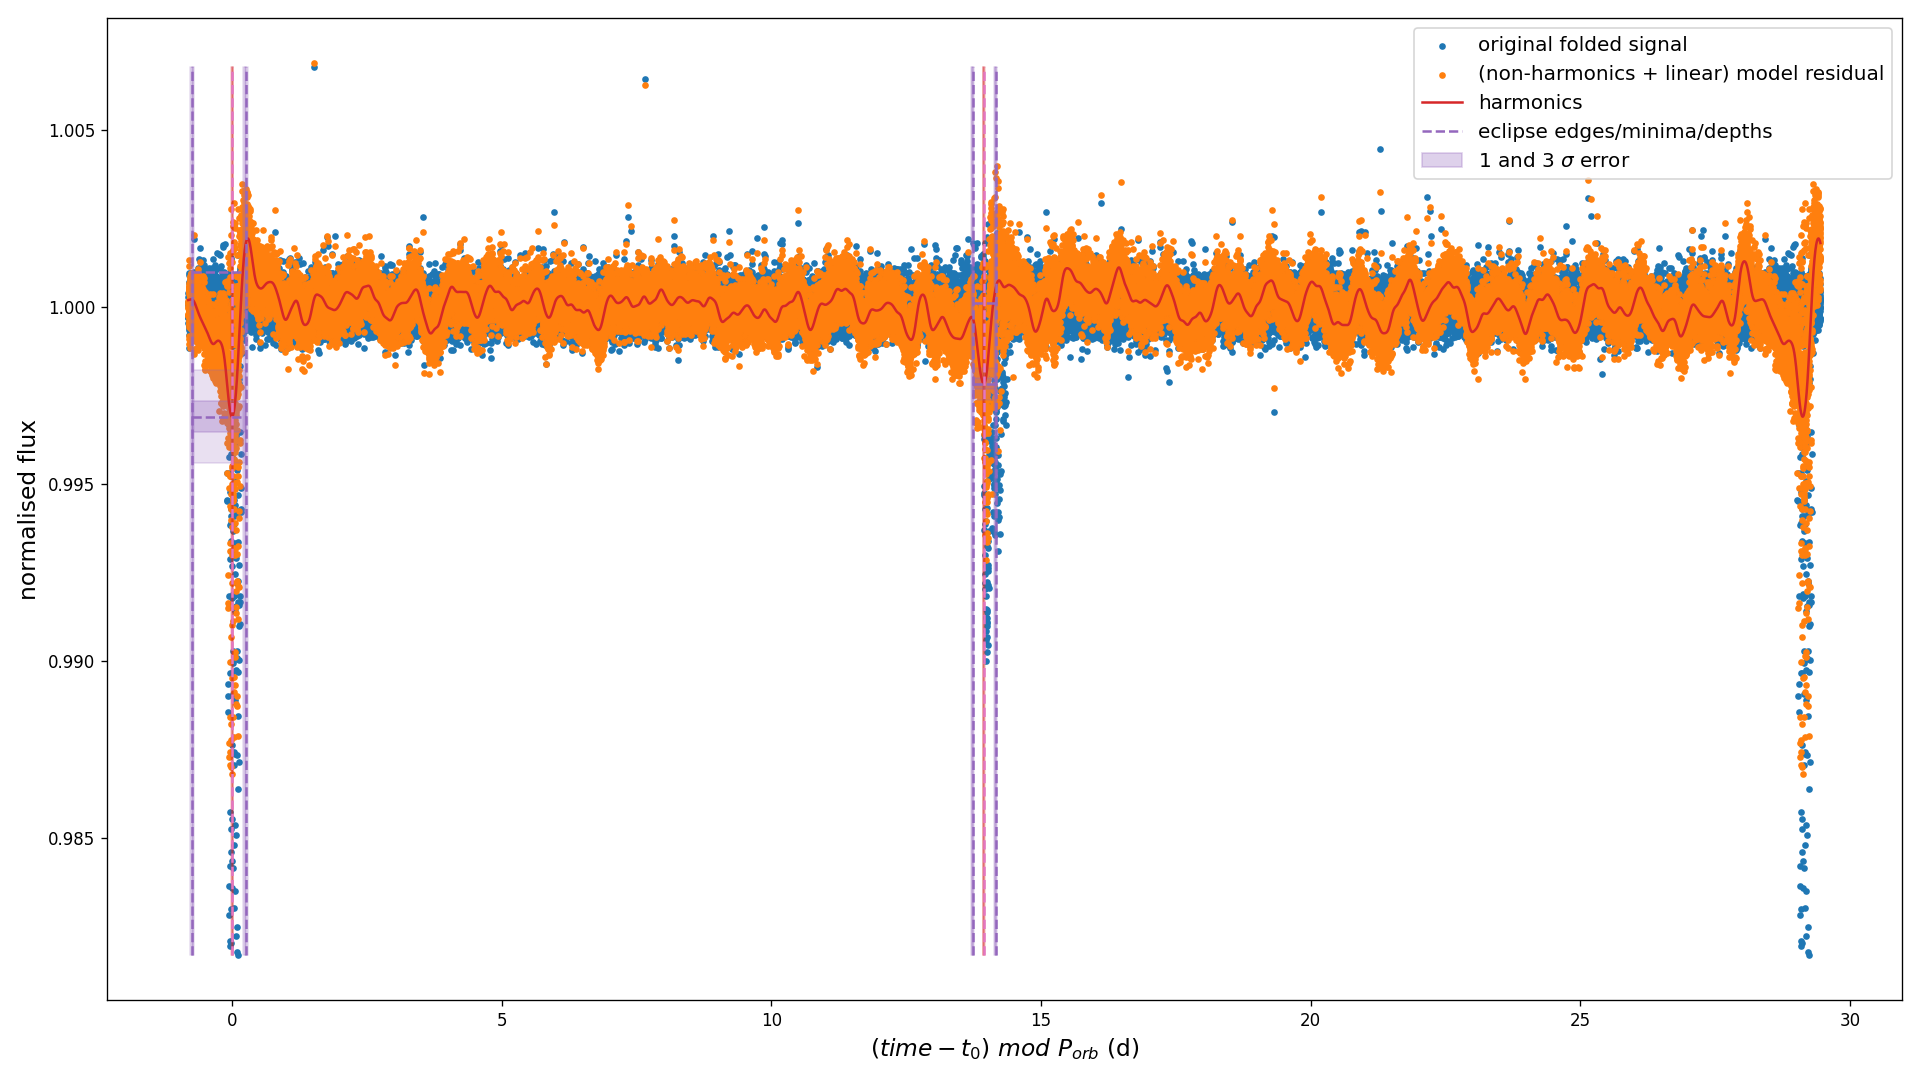 original folded signal
(non-harmonics + linear) model residual
harmonics
eclipse edges/minima/depths
1 and 3 σ error
normalised flux
1.005
1.000
0.995
0.990
0.985
0 5 10 15 20 25 30
(time − t₀) mod P_orb (d)